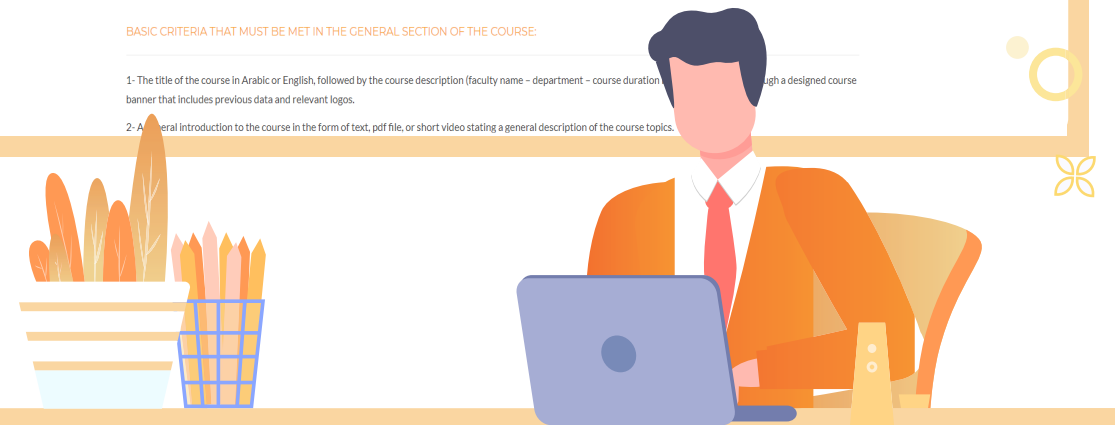 BASIC CRITERIA THAT MUST BE MET IN THE GENERAL SECTION OF THE COURSE:
1- The title of the course in Arabic or English, followed by the course description (faculty name – department – course duration a designed course
banner that includes previous data and relevant logos.
2- introduction to the course in the form of text, pdf file, or short video stating a general description of the course topics.